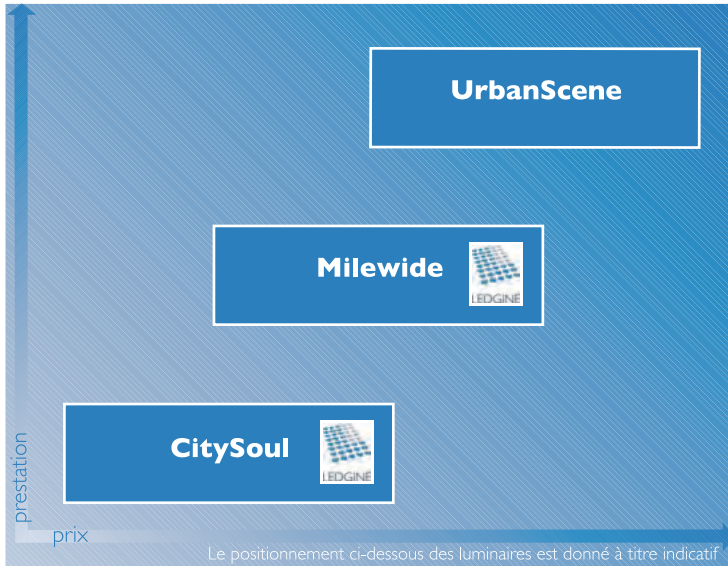 UrbanScene
Milewide
LEDGINE
CitySoul
LEDGINE
prestation
prix
Le positionnement ci-dessous des luminaires est donné à titre indicatif